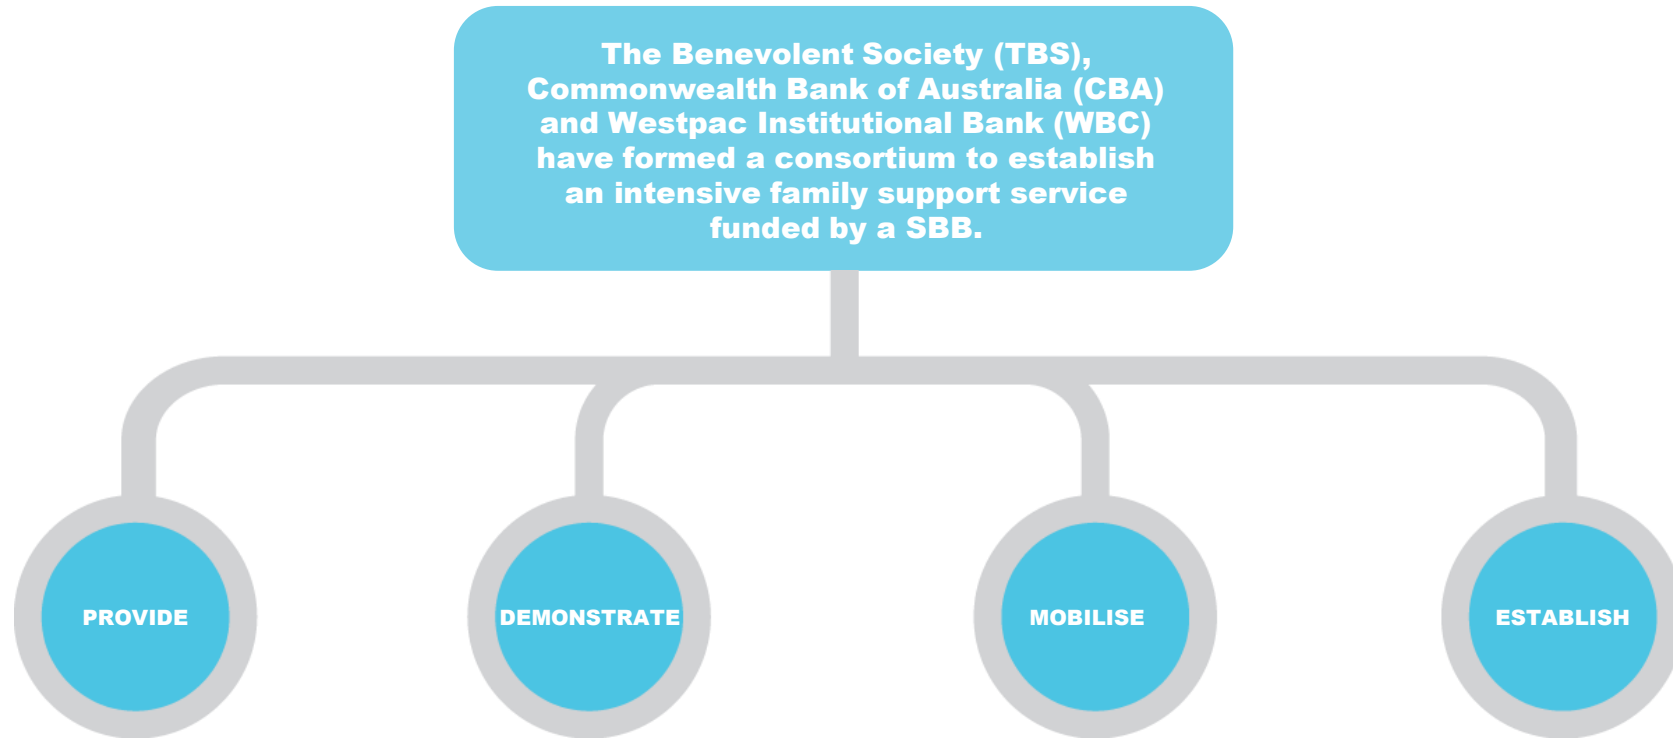 The Benevolent Society (TBS),
Commonwealth Bank of Australia (CBA)
and Westpac Institutional Bank (WBC)
have formed a consortium to establish
an intensive family support service
funded by a SBB.
PROVIDE
DEMONSTRATE
MOBILISE
ESTABLISH